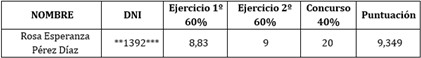 NOMBRE DNI Ejercicio 1º 60% Ejercicio 2º 60% Concurso 40% Puntuación
Rosa Esperanza Pérez Díaz **1392*** 8,83 9 20 9,349